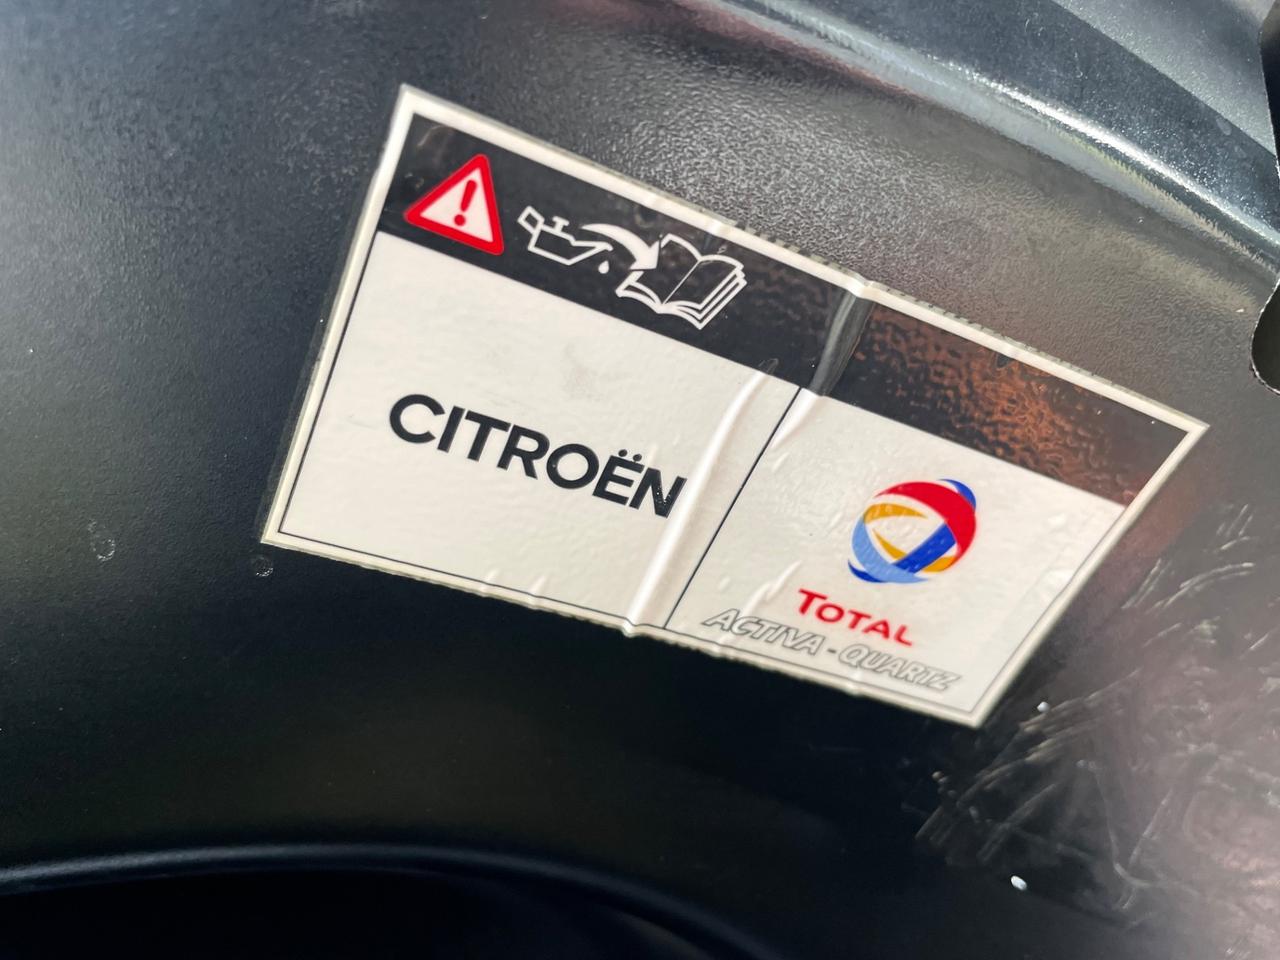 CITROËN
TOTAL
ACTIVA - QUARTZ